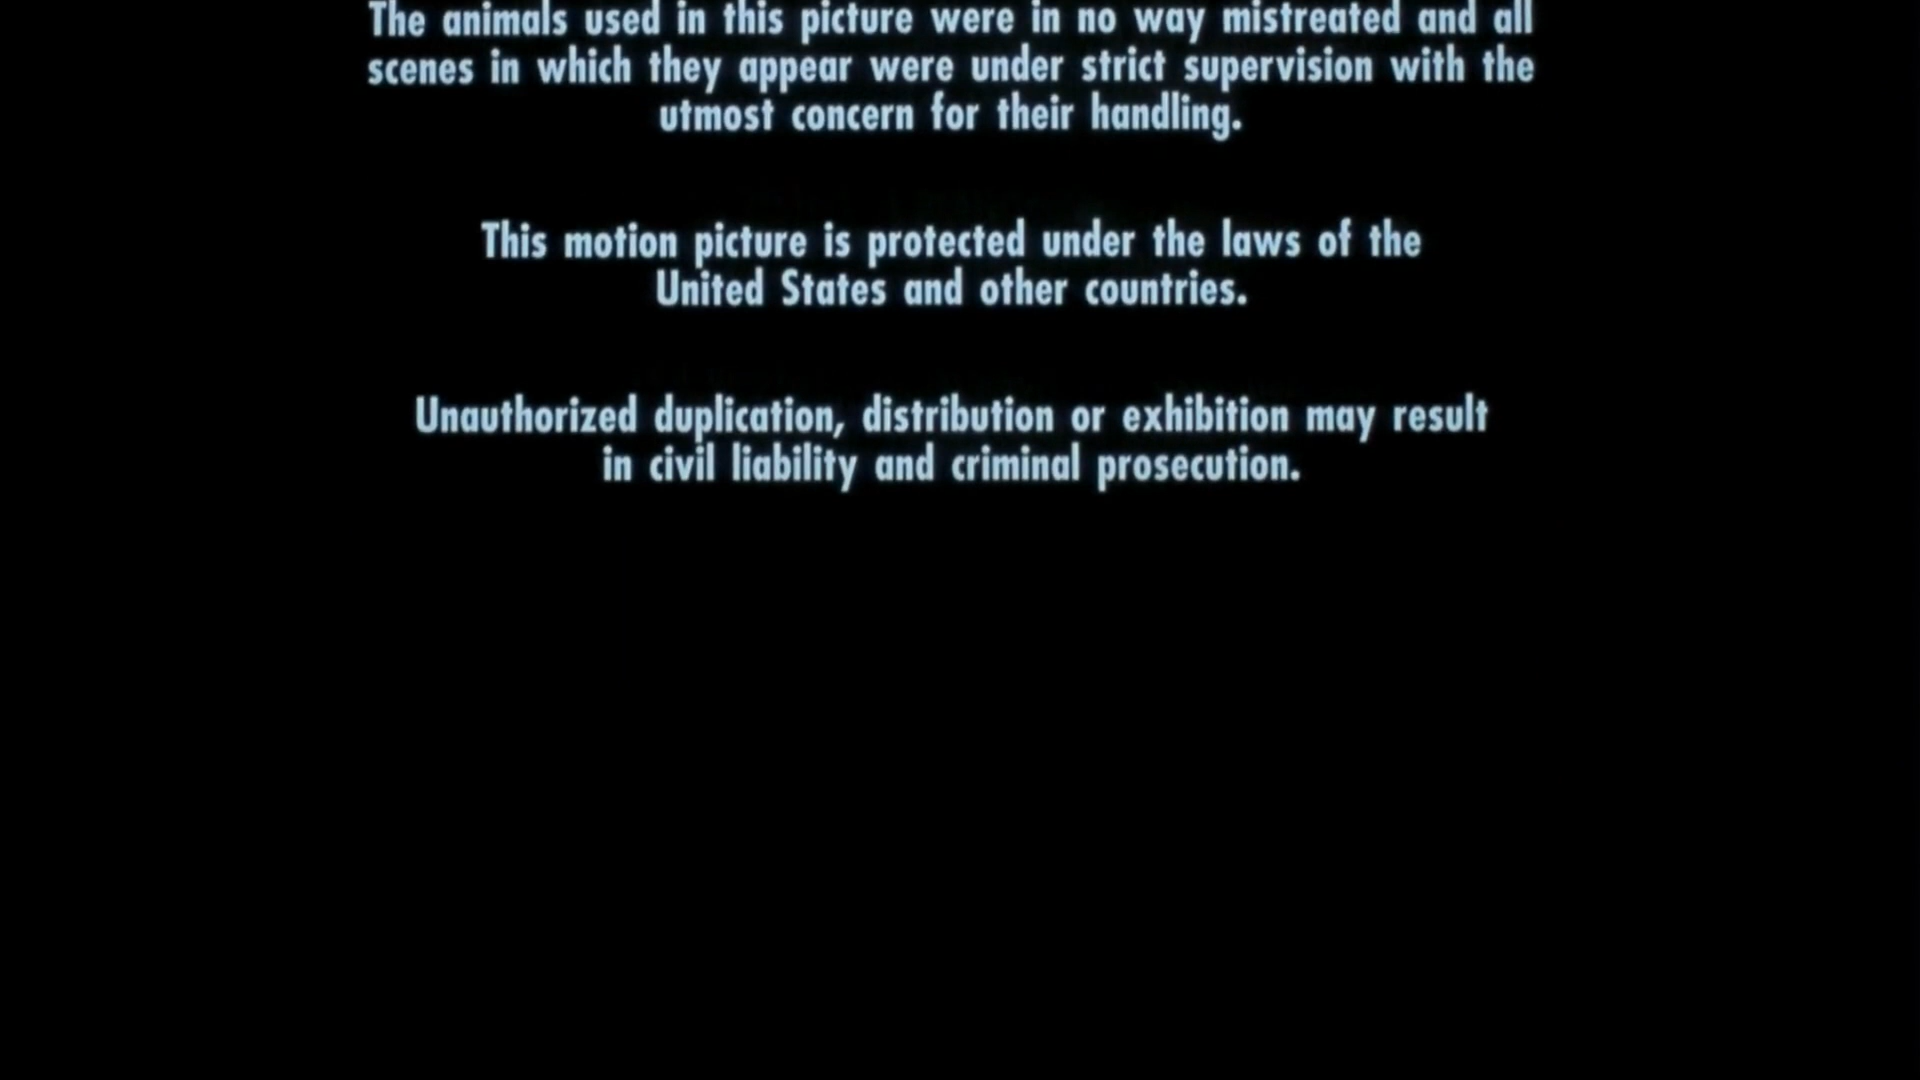 The animals used in this picture were in no way mistreated and all
scenes in which they appear were under strict supervision with the
utmost concern for their handling.
This motion picture is protected under the laws of the
United States and other countries.
Unauthorized duplication, distribution or exhibition may result
in civil liability and criminal prosecution.